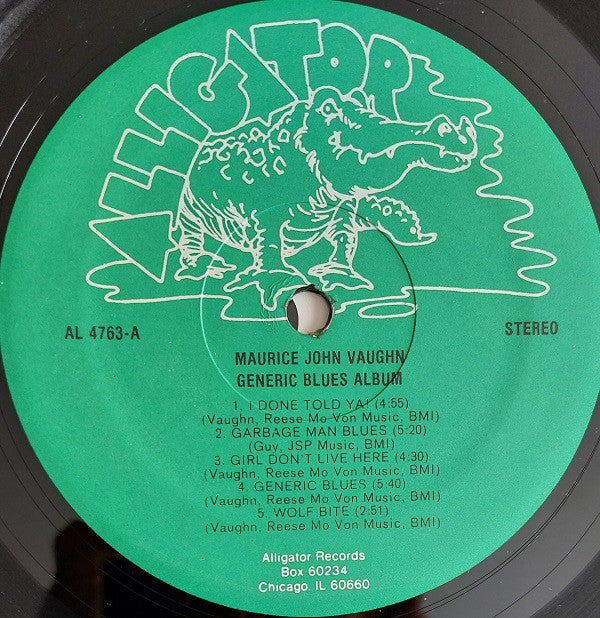 ALLIGATOR
AL 4763-A
STEREO
MAURICE JOHN VAUGHN
GENERIC BLUES ALBUM
1. I DONE TOLD YA! (4:55)
(Vaughn, Reese Mo Von Music, BMI)
2. GARBAGE MAN BLUES (5:20)
(Guy, JSP Music, BMI)
3. GIRL DON'T LIVE HERE (4:30)
(Vaughn, Reese Mo Von Music, BMI)
4. GENERIC BLUES (5:40)
(Vaughn, Reese Mo Von Music, BMI)
5. WOLF BITE (2:51)
(Vaughn, Reese Mo Von Music, BMI)
Alligator Records
Box 60234
Chicago, IL 60660